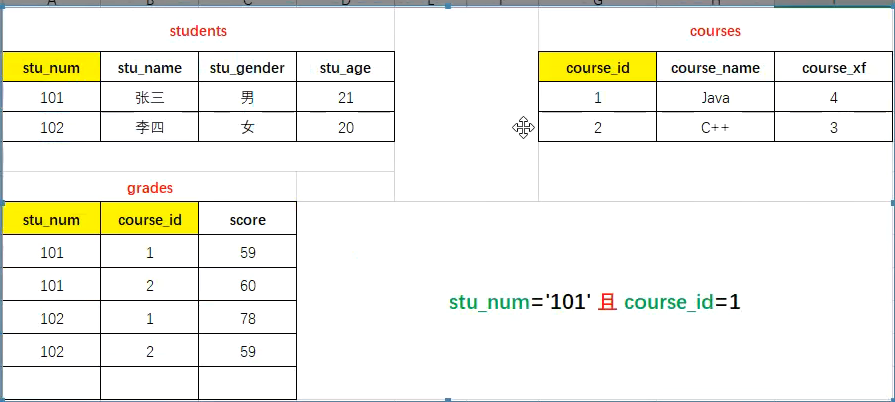 students
stu_num stu_name stu_gender stu_age
101 张三 男 21
102 李四 女 20
courses
course_id course_name course_xf
1 Java 4
2 C++ 3
grades
stu_num course_id score
101 1 59
101 2 60
102 1 78
102 2 59
stu_num='101' 且 course_id=1